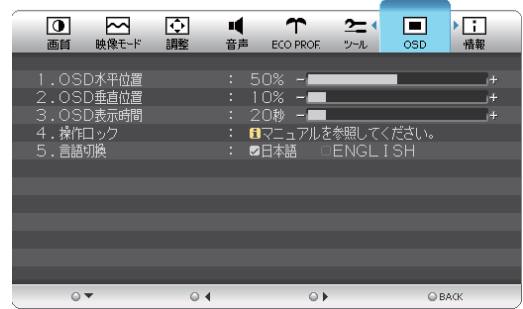 画質 映像モード 調整 音声 ECO PROF. ツール OSD 情報
1.OSD水平位置 : 50% - +
2.OSD垂直位置 : 10% - +
3.OSD表示時間 : 20秒 - +
4.操作ロック : マニュアルを参照してください。
5.言語切換 : 日本語 ENGLISH
BACK